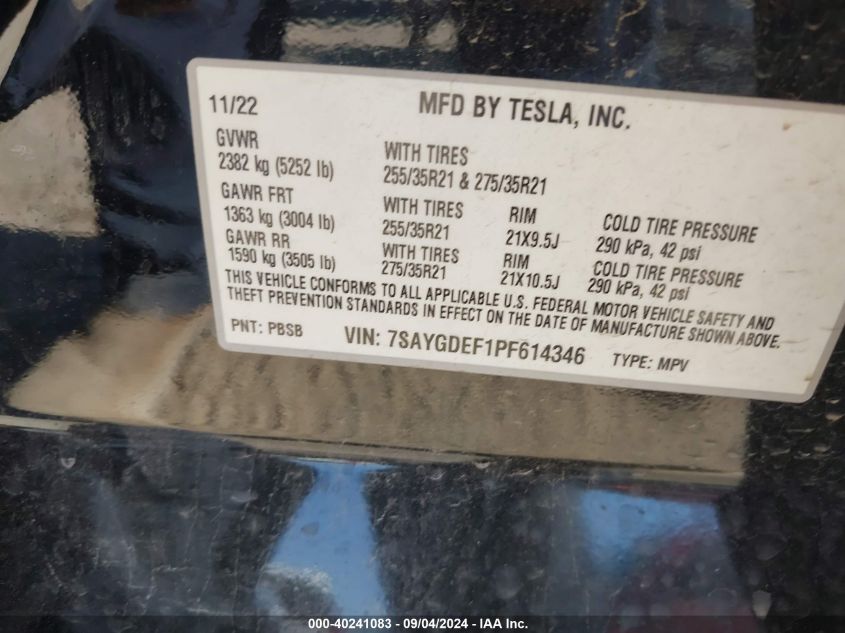 11/22 MFD BY TESLA, INC.
GVWR
2382 kg (5252 lb) WITH TIRES
255/35R21 & 275/35R21
GAWR FRT WITH TIRES RIM COLD TIRE PRESSURE
1363 kg (3004 lb) 255/35R21 21X9.5J 290 kPa, 42 psi
GAWR RR WITH TIRES RIM COLD TIRE PRESSURE
1590 kg (3505 lb) 275/35R21 21X10.5J 290 kPa, 42 psi
THIS VEHICLE CONFORMS TO ALL APPLICABLE U.S. FEDERAL MOTOR VEHICLE SAFETY AND
THEFT PREVENTION STANDARDS IN EFFECT ON THE DATE OF MANUFACTURE SHOWN ABOVE.
PNT: PBSB VIN: 7SAYGDEF1PF614346 TYPE: MPV
000-40241083 - 09/04/2024 - IAA Inc.